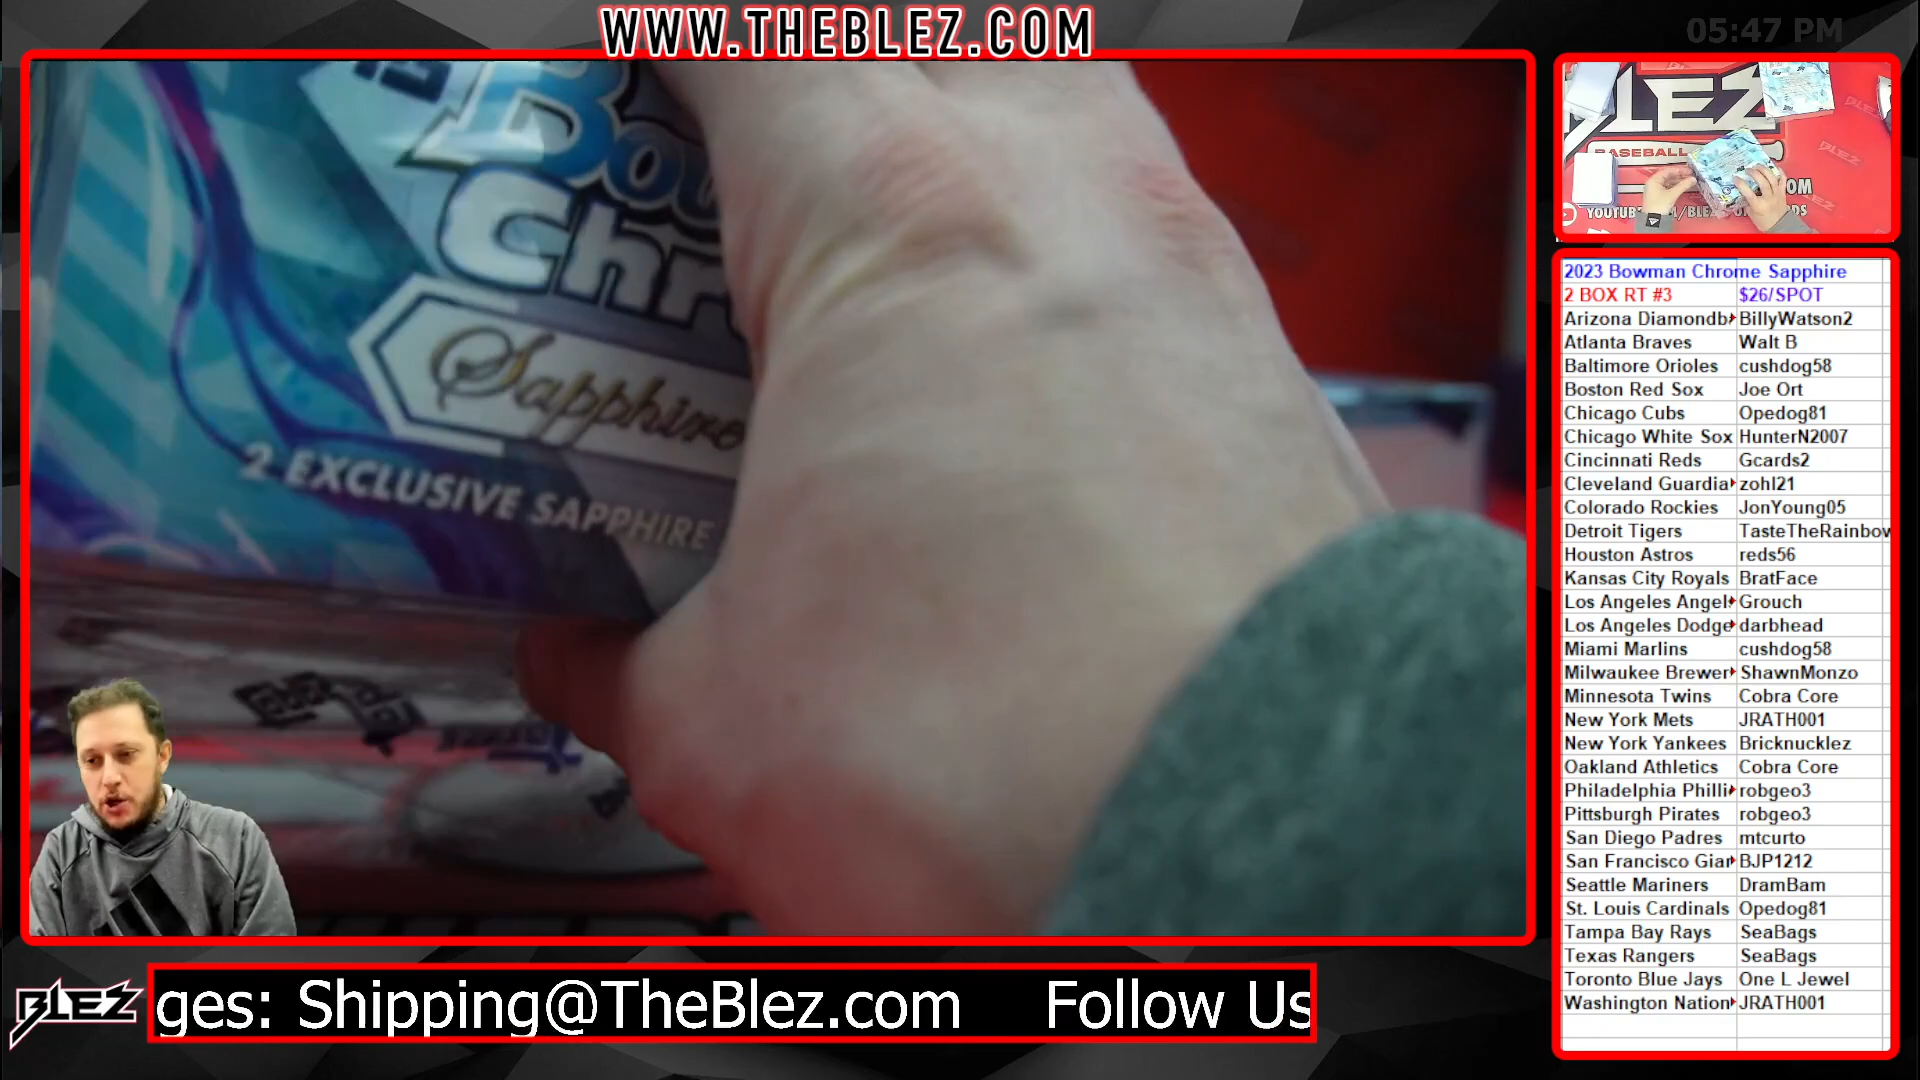 WWW.THEBLEZ.COM
05:47 PM
Bow
Chr
Sapphire
2 EXCLUSIVE SAPPHIRE
BLEZ
BASEBALL
2023 Bowman Chrome Sapphire
2 BOX RT #3 $26/SPOT
Arizona Diamondba BillyWatson2
Atlanta Braves Walt B
Baltimore Orioles cushdog58
Boston Red Sox Joe Ort
Chicago Cubs Opedog81
Chicago White Sox HunterN2007
Cincinnati Reds Gcards2
Cleveland Guardia zohl21
Colorado Rockies JonYoung05
Detroit Tigers TasteTheRainbow
Houston Astros reds56
Kansas City Royals BratFace
Los Angeles Angels Grouch
Los Angeles Dodge darbhead
Miami Marlins cushdog58
Milwaukee Brewer ShawnMonzo
Minnesota Twins Cobra Core
New York Mets JRATH001
New York Yankees Bricknucklez
Oakland Athletics Cobra Core
Philadelphia Philli robgeo3
Pittsburgh Pirates robgeo3
San Diego Padres mtcurto
San Francisco Gian BJP1212
Seattle Mariners DramBam
St. Louis Cardinals Opedog81
Tampa Bay Rays SeaBags
Texas Rangers SeaBags
Toronto Blue Jays One L Jewel
Washington Nation JRATH001
BLEZ
ges: Shipping@TheBlez.com Follow Us